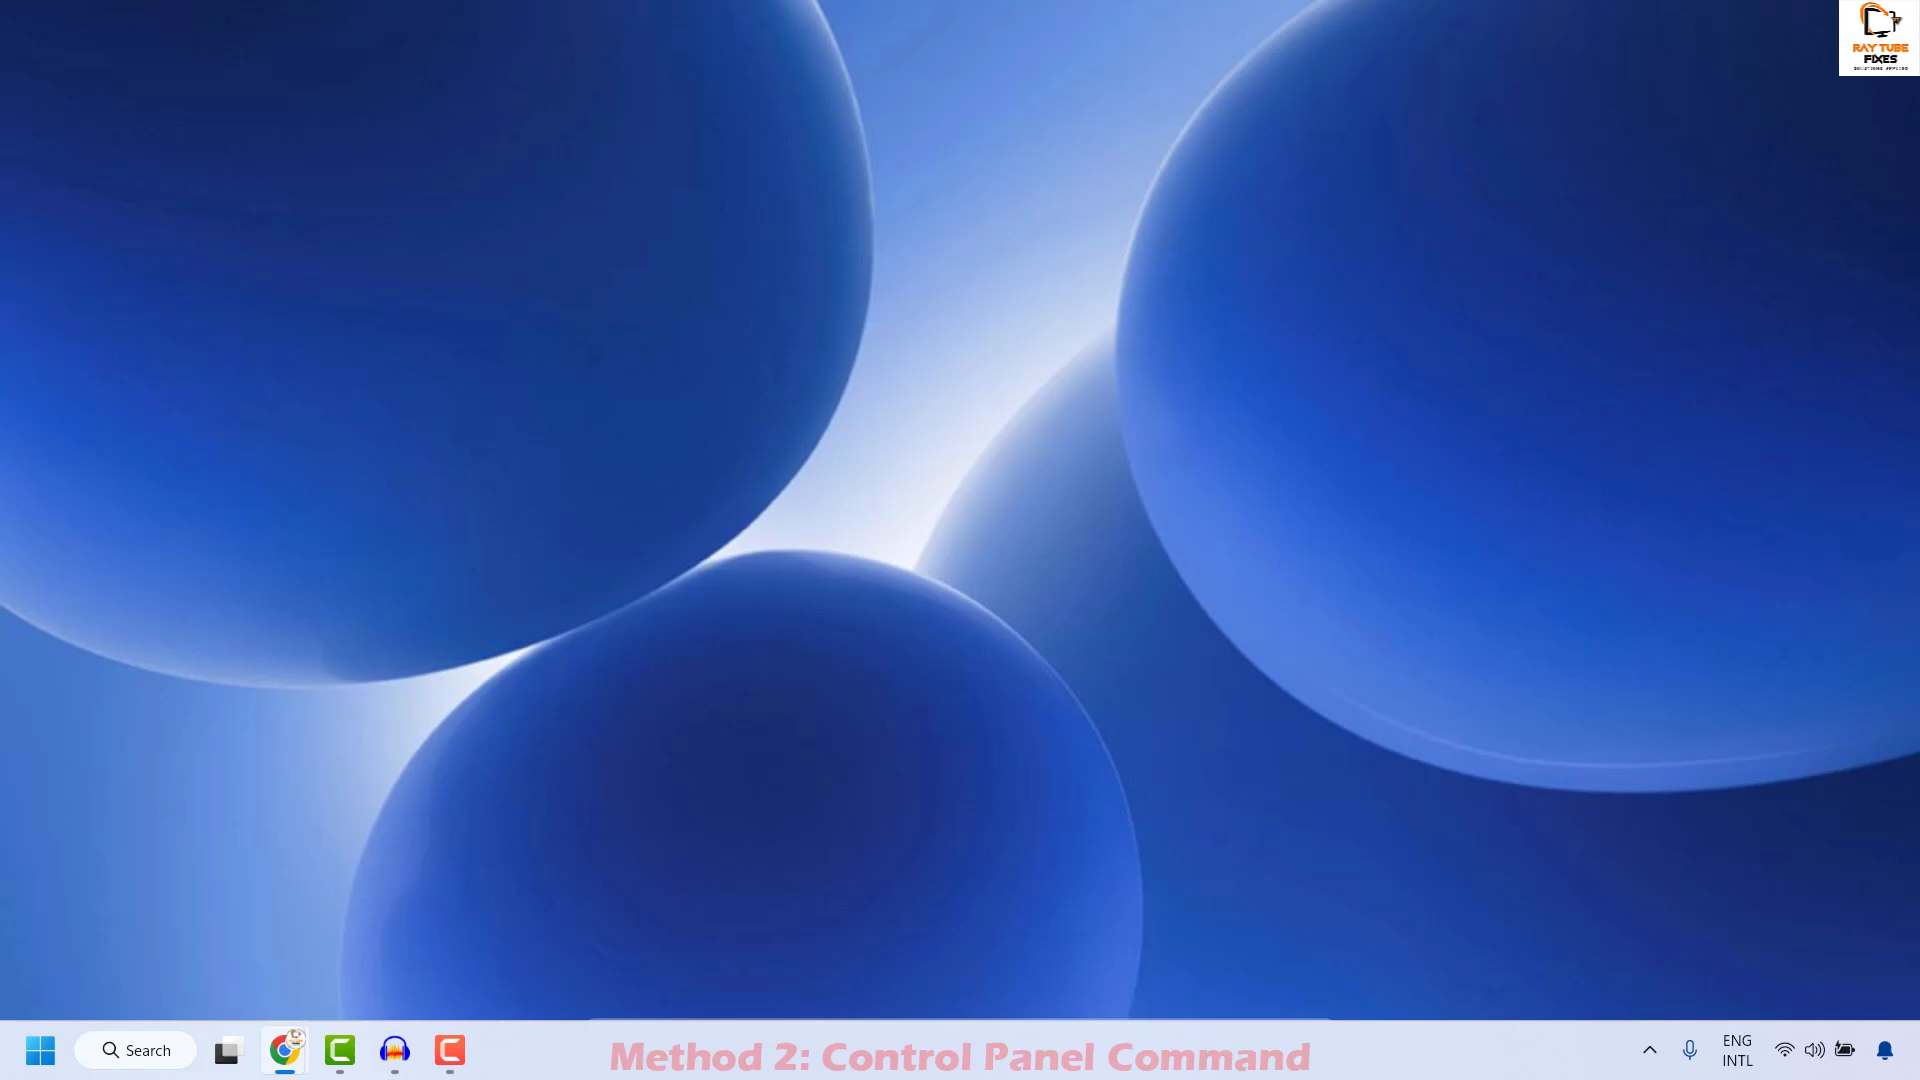 RAY TUBE
FIXES
Search
Method 2: Control Panel Command
ENG
INTL